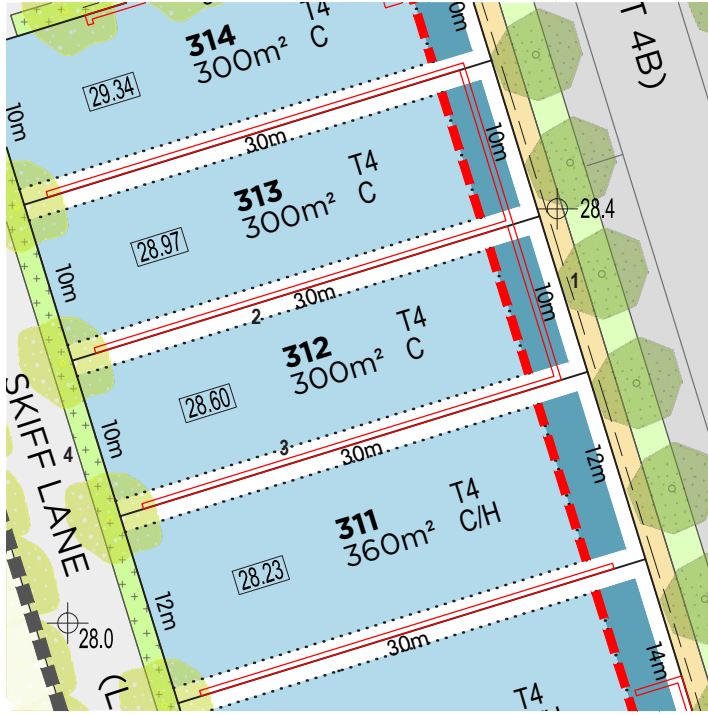 T4
314
300m²
C
29.34
10m
30m
T 4B)
313
300m²
T4
C
10m
28.97
28.4
10m
2
30m
10m
1
312
300m²
T4
C
28.60
10m
4
3
30m
12m
SKIFF LANE
311
360m²
T4
C/H
28.23
12m
28.0
30m
14m
(L
T4